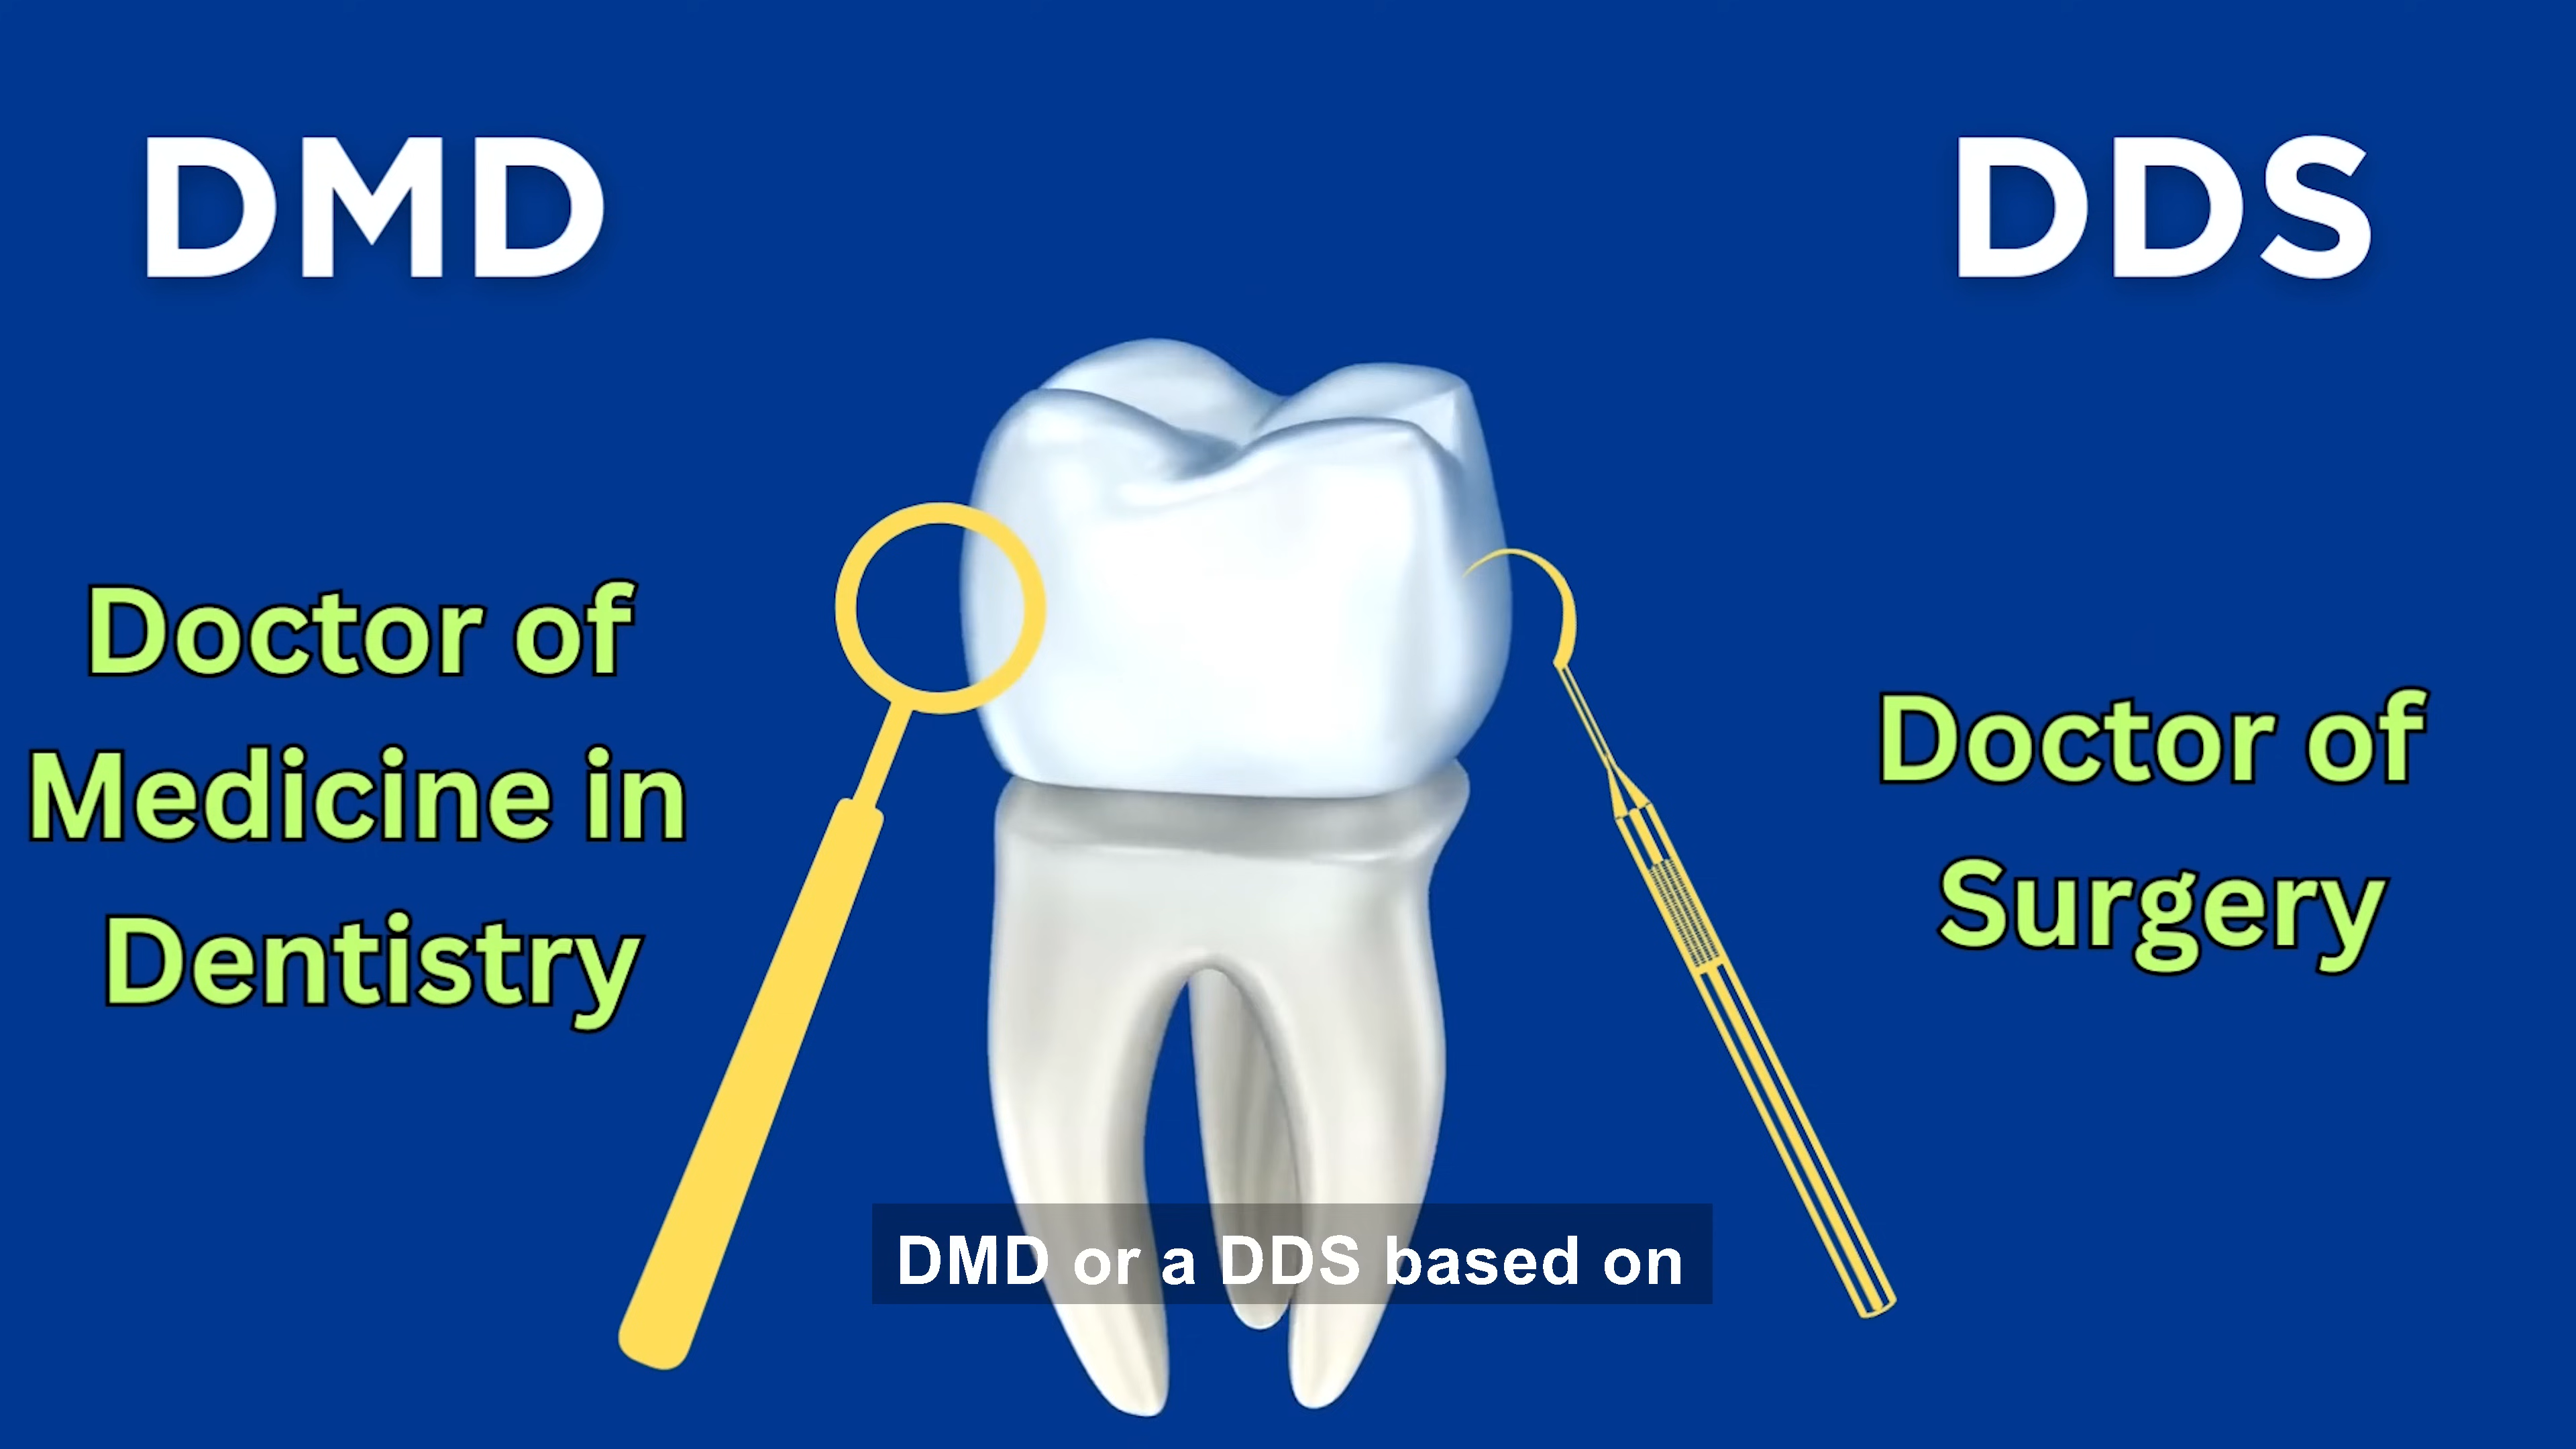 DMD
DDS
Doctor of
Medicine in
Dentistry
Doctor of
Surgery
DMD or a DDS based on